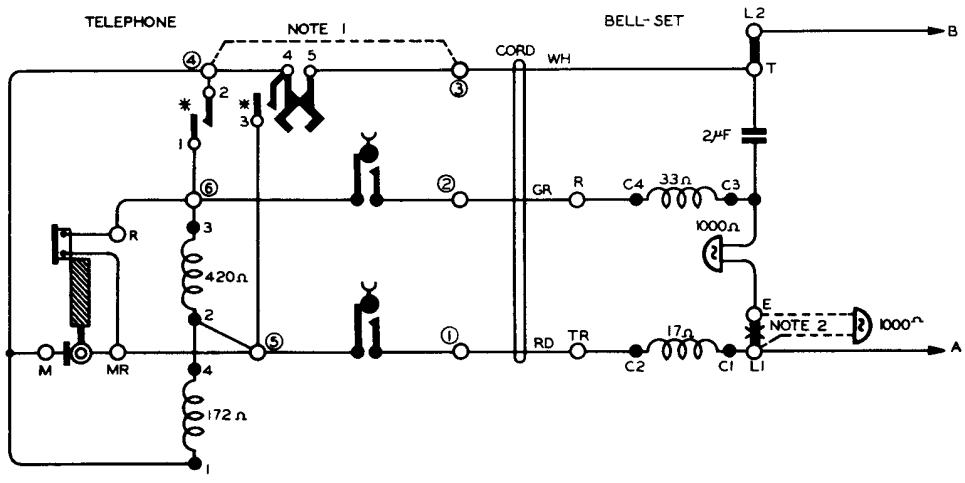 TELEPHONE
BELL-SET
L2
B
NOTE 1
④
4
5
CORD
WH
T
③
2
*
*
3
1
2µF
⑥
②
GR
R
C4
33Ω
C3
R
3
1000Ω
420Ω
E
2
⑤
①
RD
TR
17Ω
NOTE 2
1000Ω
M
MR
4
C2
C1
L1
A
172Ω
1